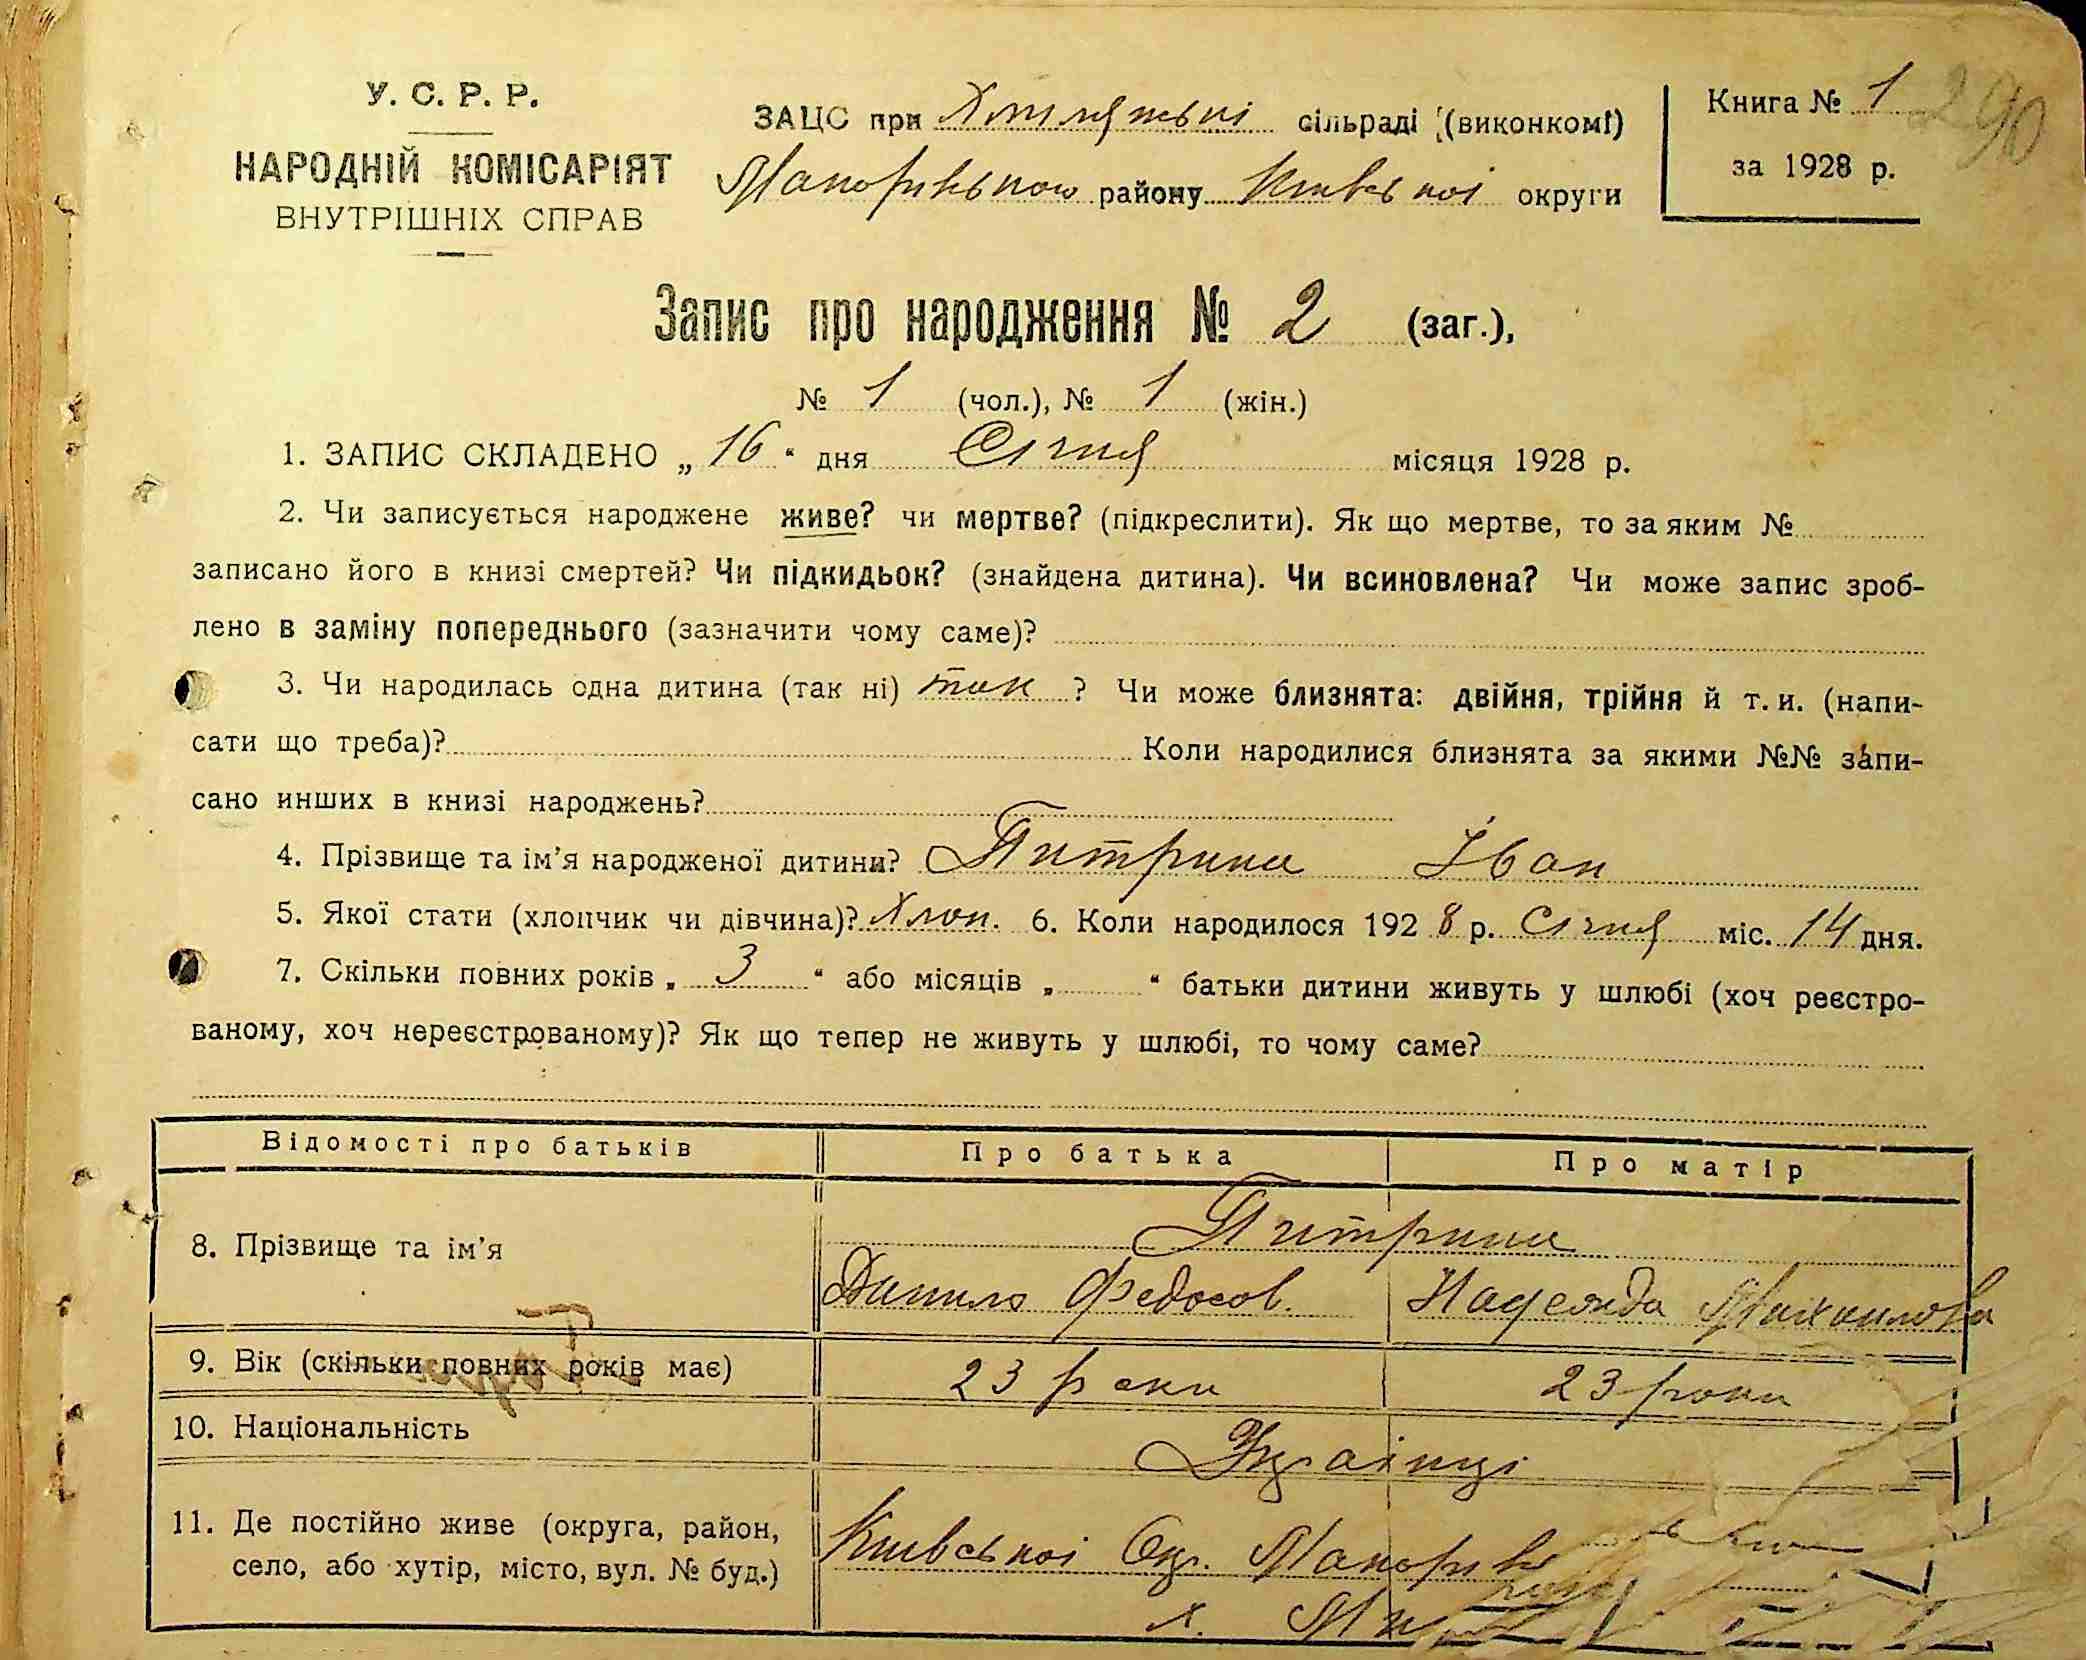 У. С. Р. Р.
НАРОДНІЙ КОМІСАРІЯТ
ВНУТРІШНІХ СПРАВ
ЗАЦС при сільраді (виконкомі)
Макорівського району Київської округи
Книга № 1
290
за 1928 р.
Запис про народження № 2 (заг.),
№ 1 (чол.), № 1 (жін.)
1. ЗАПИС СКЛАДЕНО „ 16 “ дня Січня місяця 1928 р.
2. Чи записується народжене живе? чи мертве? (підкреслити). Як що мертве, то за яким №
записано його в книзі смертей? Чи підкидьок? (знайдена дитина). Чи всиновлена? Чи може запис зроб-
лено в заміну попереднього (зазначити чому саме)?
3. Чи народилась одна дитина (так ні) так ? Чи може близнята: двійня, трійня й т. и. (напи-
сати що треба)? Коли народилися близнята за якими №№ запи-
сано инших в книзі народжень?
4. Прізвище та ім’я народженої дитини? Іван
5. Якої стати (хлопчик чи дівчина)? Хлоп. 6. Коли народилося 1928 р. Січня міс. 14 дня.
7. Скільки повних років „ 3 “ або місяців „ “ батьки дитини живуть у шлюбі (хоч реєстро-
ваному, хоч нереєстрованому)? Як що тепер не живуть у шлюбі, то чому саме?
Відомості про батьків Про батька Про матір
8. Прізвище та ім’я
Данило Федосов. Надежда Михаилова
9. Вік (скільки повних років має) 23 роки 23 роки
10. Національність Українці
11. Де постійно живе (округа, район,
село, або хутір, місто, вул. № буд.)
Київської Окр.
х.